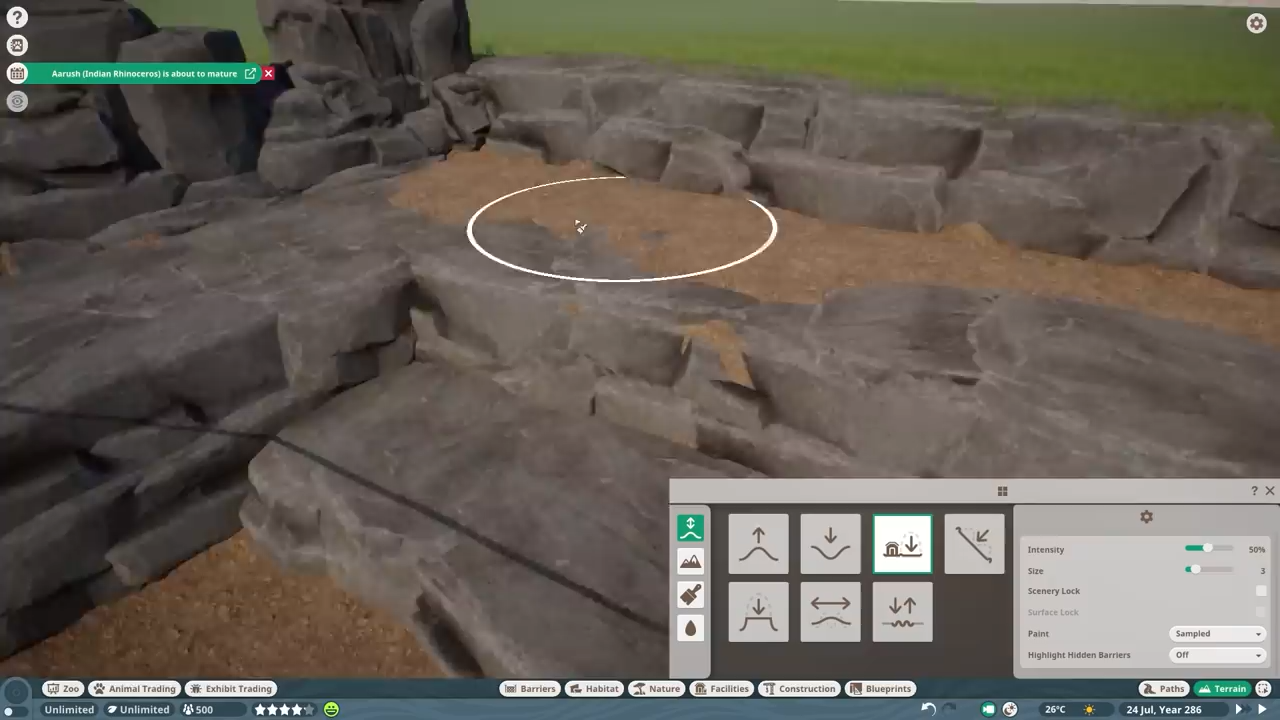 Aarush (Indian Rhinoceros) is about to mature
Intensity 50%
Size 3
Scenery Lock
Surface Lock
Paint Sampled
Highlight Hidden Barriers Off
Zoo Animal Trading Exhibit Trading Barriers Habitat Nature Facilities Construction Blueprints Paths Terrain
Unlimited Unlimited 500 26°C 24 Jul, Year 286